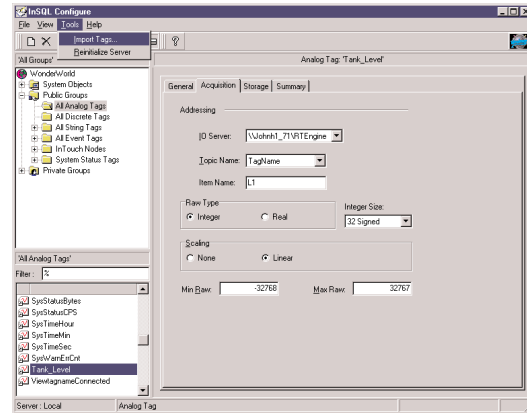 InSQL Configure
File View Tools Help
Import Tags...
Reinitialize Server
'All Groups'
Analog Tag: 'Tank_Level'
WonderWorld
System Objects
Public Groups
All Analog Tags
All Discrete Tags
All String Tags
All Event Tags
InTouch Nodes
System Status Tags
Private Groups
General Acquisition Storage Summary
Addressing
IO Server: \\Johnh1_71\RTEngine
Topic Name: TagName
Item Name: L1
Raw Type
Integer Real
Integer Size:
32 Signed
Scaling
None Linear
Min Raw: -32768 Max Raw: 32767
'All Analog Tags'
Filter: %
SysStatusBytes
SysStatusCPS
SysTimeHour
SysTimeMin
SysTimeSec
SysWarnErrCnt
Tank_Level
ViewtagnameConnected
Server : Local Analog Tag